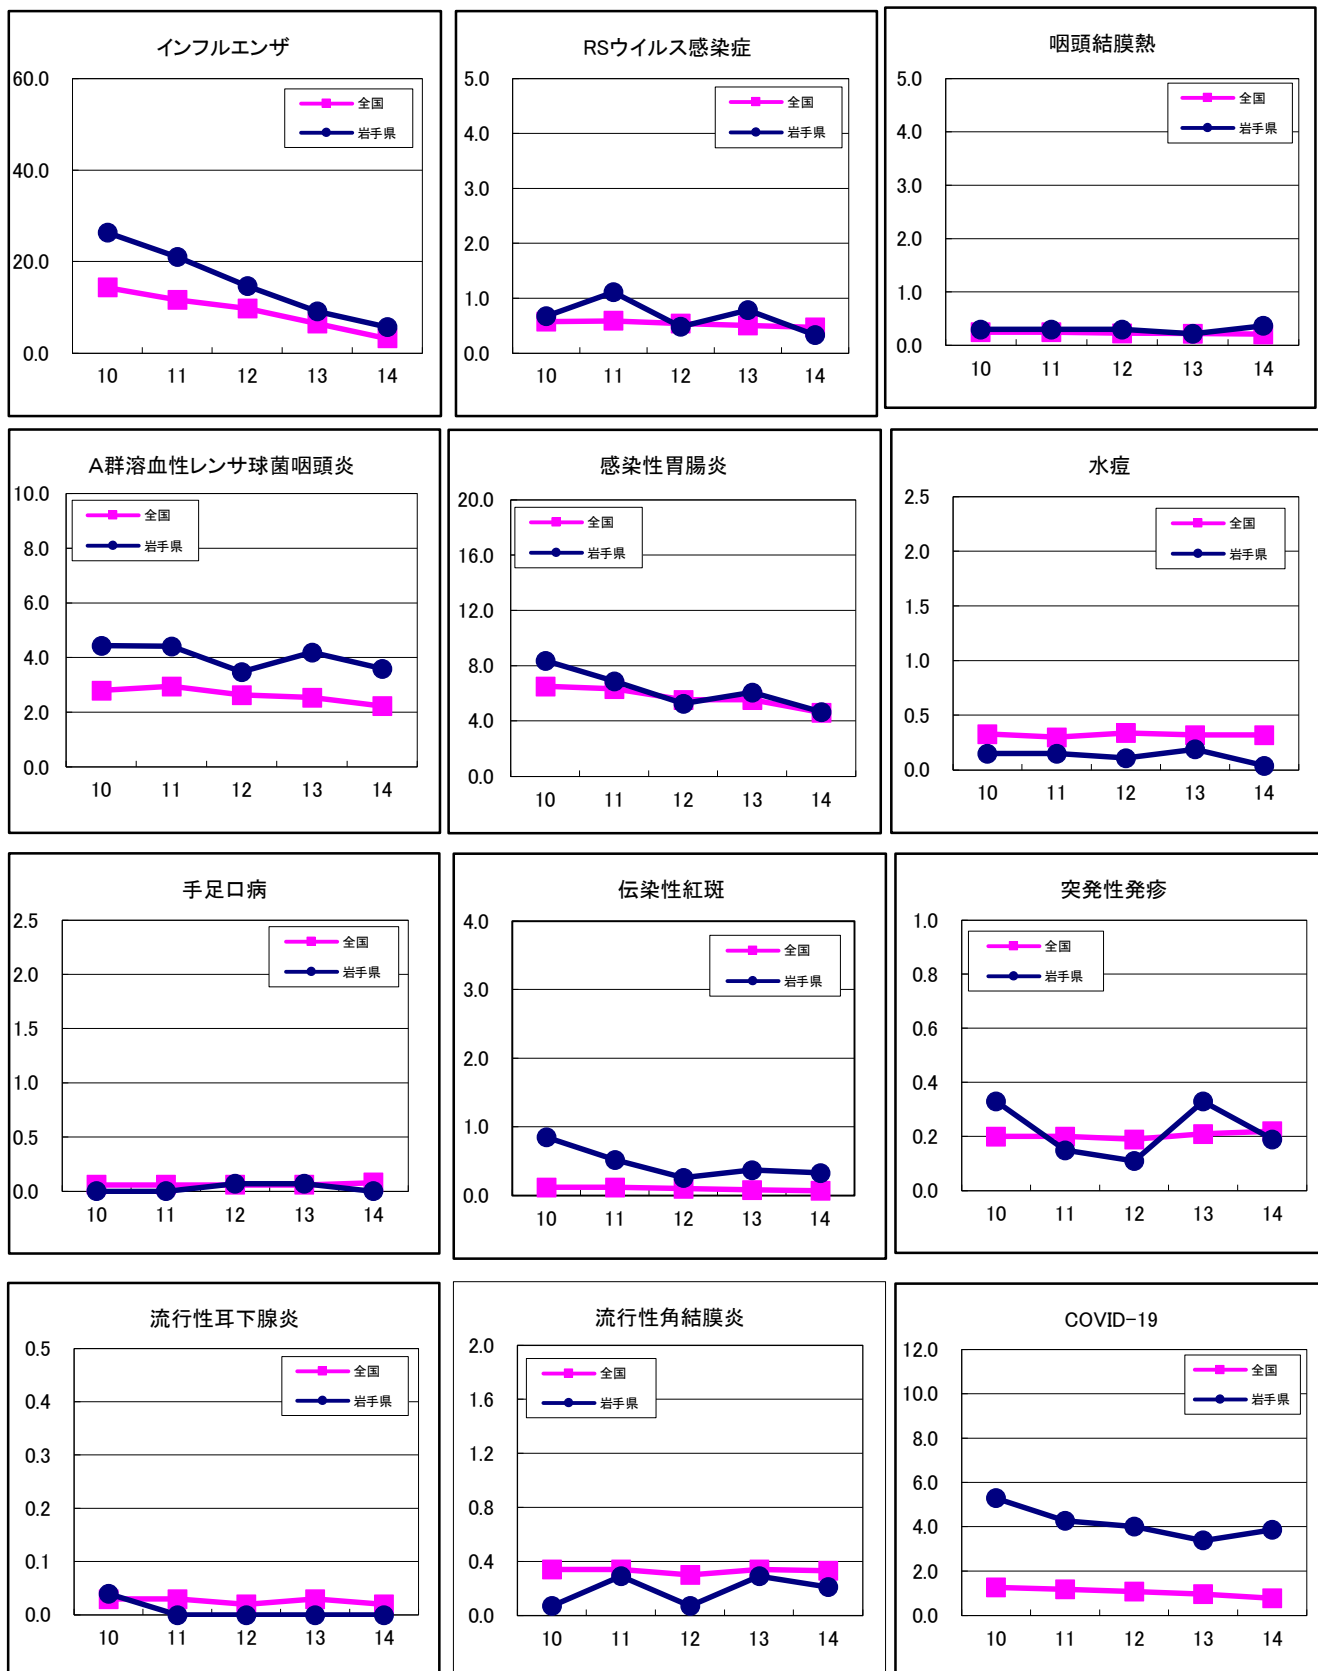 インフルエンザ
60.0
40.0
20.0
0.0
10 11 12 13 14
全国
岩手県
RSウイルス感染症
5.0
4.0
3.0
2.0
1.0
0.0
10 11 12 13 14
全国
岩手県
咽頭結膜熱
5.0
4.0
3.0
2.0
1.0
0.0
10 11 12 13 14
全国
岩手県
A群溶血性レンサ球菌咽頭炎
10.0
8.0
6.0
4.0
2.0
0.0
10 11 12 13 14
全国
岩手県
感染性胃腸炎
20.0
16.0
12.0
8.0
4.0
0.0
10 11 12 13 14
全国
岩手県
水痘
2.5
2.0
1.5
1.0
0.5
0.0
10 11 12 13 14
全国
岩手県
手足口病
2.5
2.0
1.5
1.0
0.5
0.0
10 11 12 13 14
全国
岩手県
伝染性紅斑
4.0
3.0
2.0
1.0
0.0
10 11 12 13 14
全国
岩手県
突発性発疹
1.0
0.8
0.6
0.4
0.2
0.0
10 11 12 13 14
全国
岩手県
流行性耳下腺炎
0.5
0.4
0.3
0.2
0.1
0.0
10 11 12 13 14
全国
岩手県
流行性角結膜炎
2.0
1.6
1.2
0.8
0.4
0.0
10 11 12 13 14
全国
岩手県
COVID-19
12.0
10.0
8.0
6.0
4.0
2.0
0.0
10 11 12 13 14
全国
岩手県